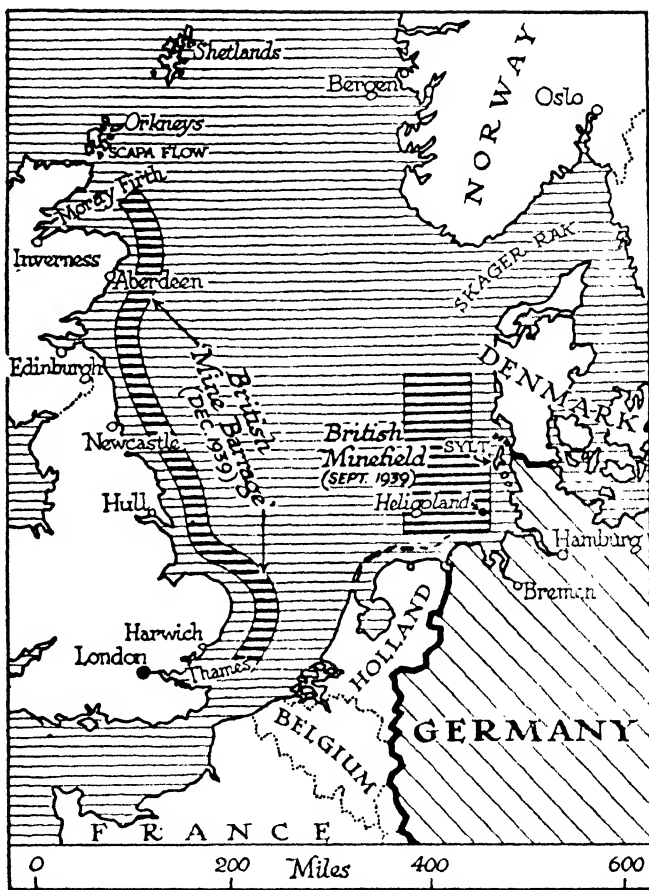 Shetlands
Bergen
NORWAY
Oslo
Orkneys
SCAPA FLOW
Moray Firth
Inverness
Aberdeen
SKAGER RAK
Edinburgh
British
'Mine Barrage'
(DEC. 1939)
DENMARK
Newcastle
British
Minefield
(SEPT. 1939)
SYLT
Heligoland
Hull
Hamburg
Bremen
Harwich
London
Thames
HOLLAND
BELGIUM
GERMANY
FRANCE
0 200 Miles 400 600